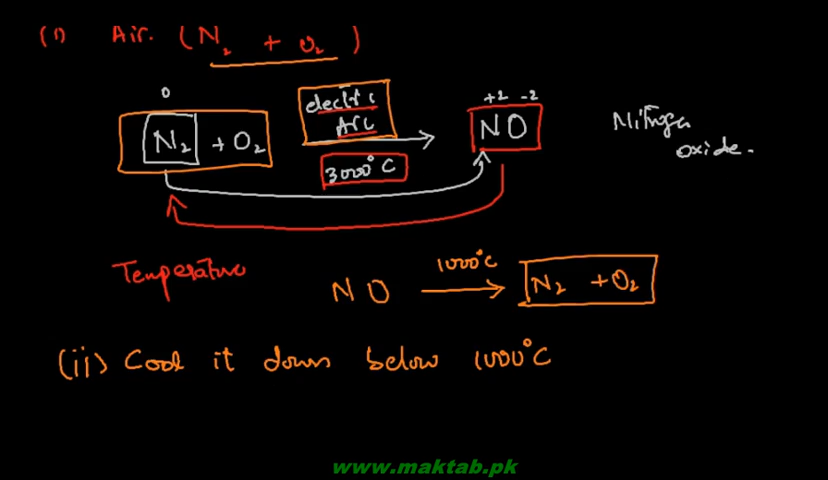 (1) Air. (N2 + O2)
0
N2 + O2
electric
Arc
3000°C
+2 -2
NO
Nitrogen
oxide.
Temperature
NO 1000°C N2 + O2
(ii) Cool it down below 1000°C
www.maktab.pk